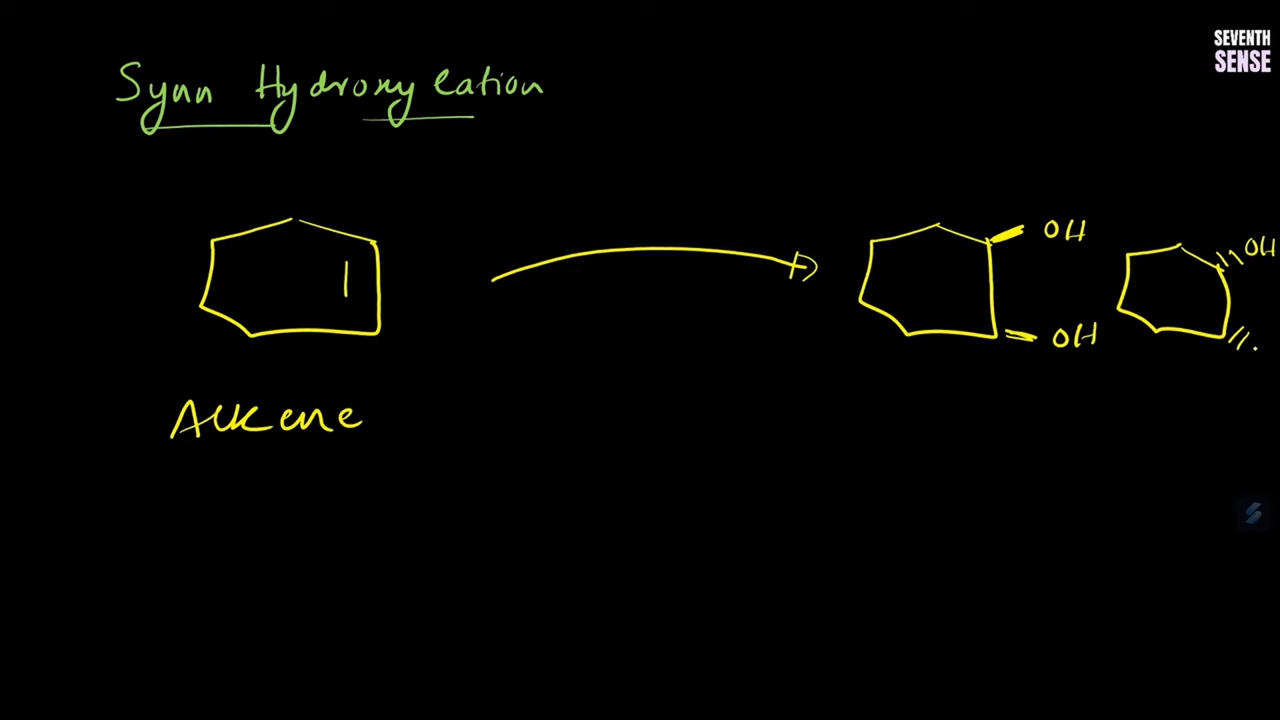 SEVENTH
SENSE
Synn Hydroxylation
OH
OH
OH
Alkene